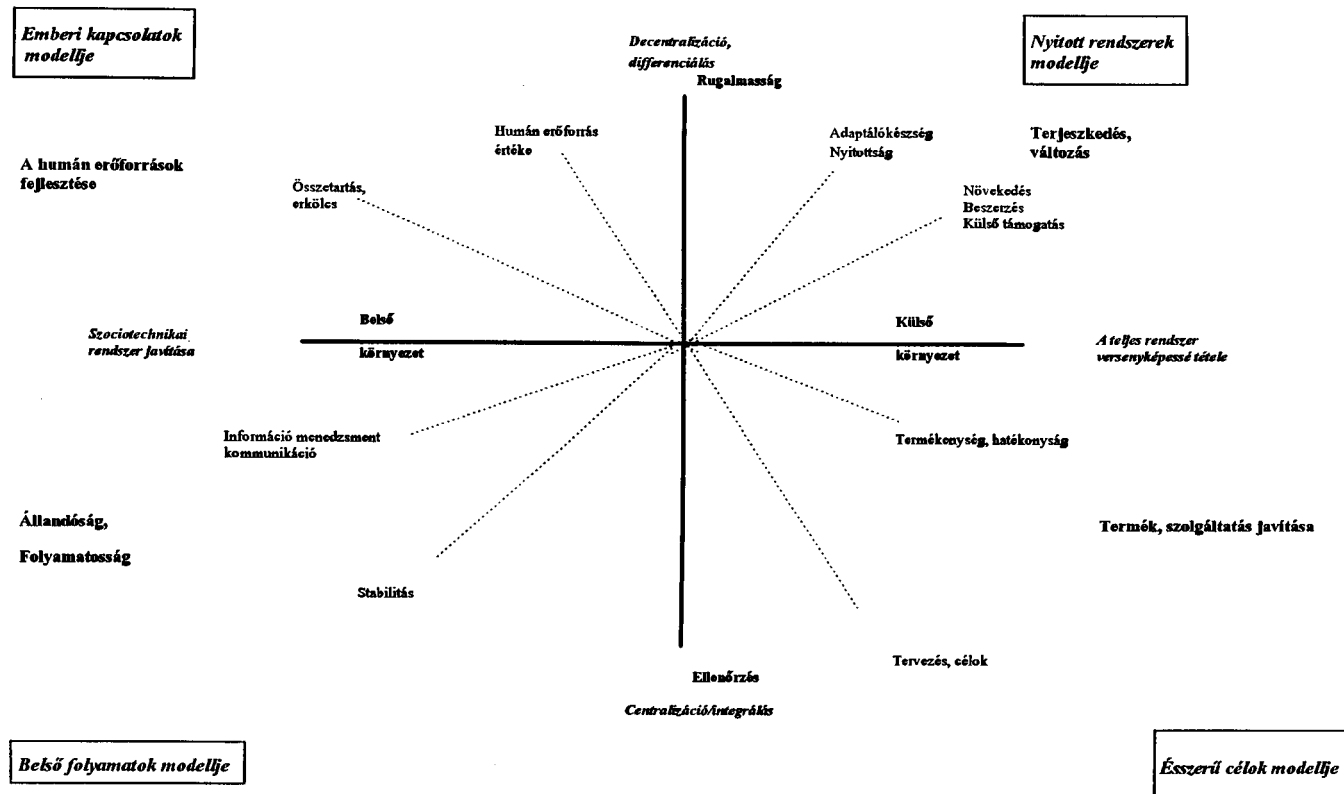 Emberi kapcsolatok
modellje
Decentralizáció,
differenciálás
Rugalmasság
Nyitott rendszerek
modellje
A humán erőforrások
fejlesztése
Humán erőforrás
értéke
Összetartás,
erkölcs
Adaptálókészség
Nyitottság
Terjeszkedés,
változás
Növekedés
Beszerzés
Külső támogatás
Szociotechnikai
rendszer javítása
Belső
környezet
Külső
környezet
A teljes rendszer
versenyképessé tétele
Információ menedzsment
kommunikáció
Termékenység, hatékonyság
Állandóság,
Folyamatosság
Termék, szolgáltatás javítása
Stabilitás
Tervezés, célok
Ellenőrzés
Centralizáció/integrálás
Belső folyamatok modellje
Ésszerű célok modellje